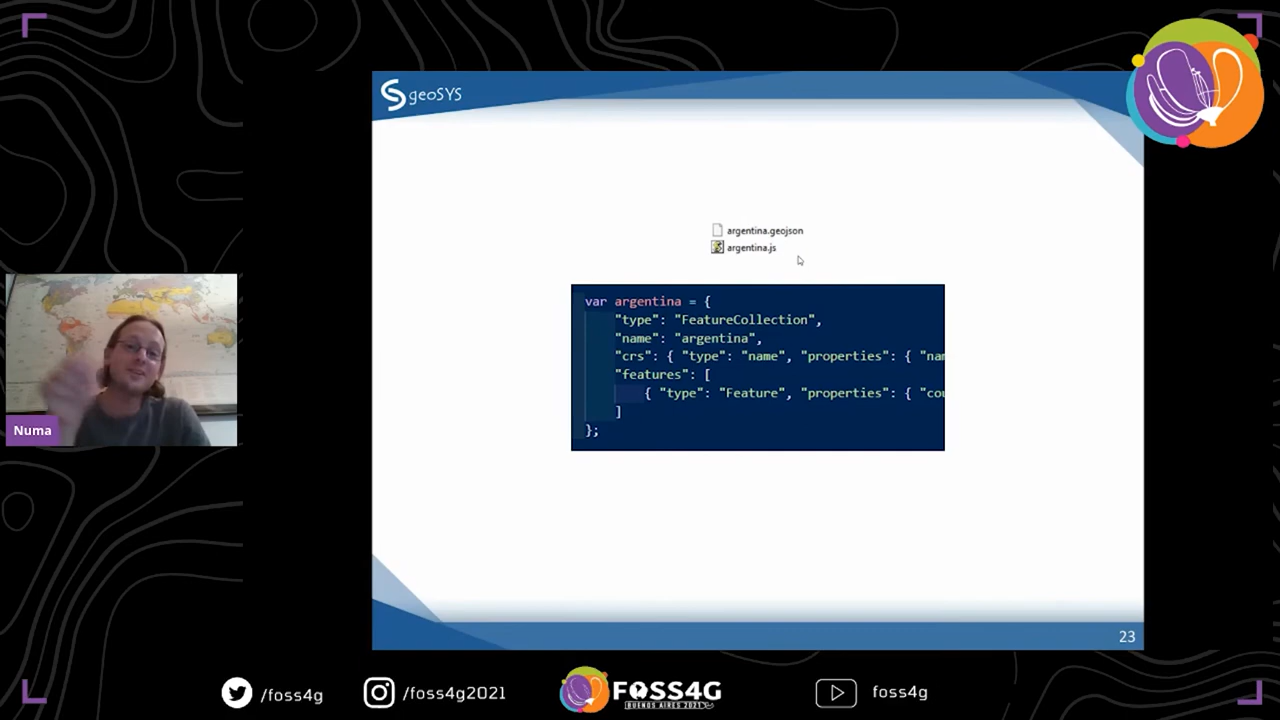 geoSYS
argentina.geojson
argentina.js
var argentina = {
"type": "FeatureCollection",
"name": "argentina",
"crs": { "type": "name", "properties": { "nam
"features": [
{ "type": "Feature", "properties": { "cou
]
};
Numa
23
/foss4g
/foss4g2021
FOSS4G
BUENOS AIRES 2021
foss4g